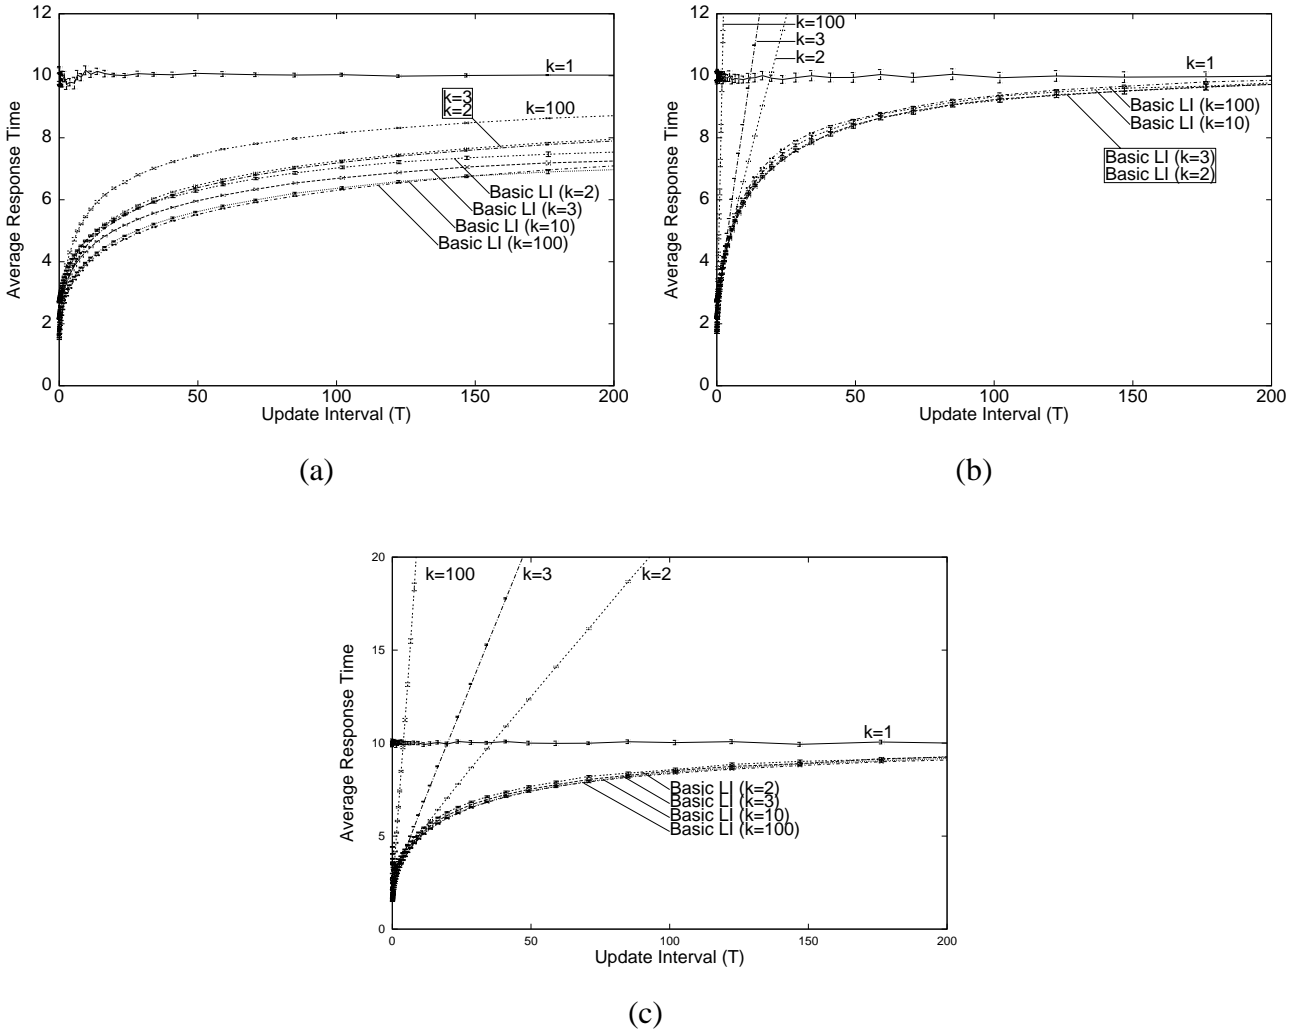 12
10
8
6
4
2
0
Average Response Time
k=1
k=3
k=2
k=100
Basic LI (k=2)
Basic LI (k=3)
Basic LI (k=10)
Basic LI (k=100)
0 50 100 150 200
Update Interval (T)
(a)
12
10
8
6
4
2
0
Average Response Time
k=100
k=3
k=2
k=1
Basic LI (k=100)
Basic LI (k=10)
Basic LI (k=3)
Basic LI (k=2)
0 50 100 150 200
Update Interval (T)
(b)
20
15
10
5
0
Average Response Time
k=100 k=3 k=2
k=1
Basic LI (k=2)
Basic LI (k=3)
Basic LI (k=10)
Basic LI (k=100)
0 50 100 150 200
Update Interval (T)
(c)